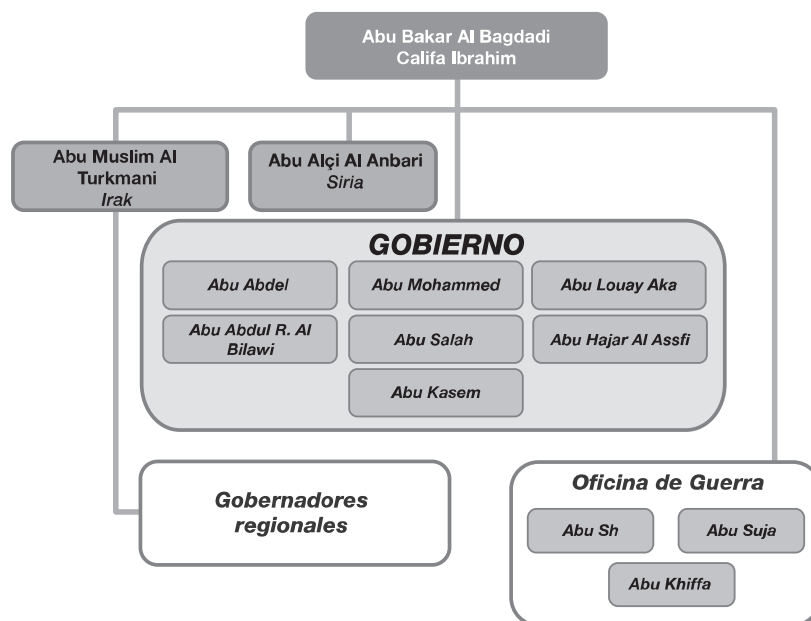 Abu Bakar Al Bagdadi
Califa Ibrahim
Abu Muslim Al
Turkmani
Irak
Abu Alçi Al Anbari
Siria
GOBIERNO
Abu Abdel
Abu Mohammed
Abu Louay Aka
Abu Abdul R. Al
Bilawi
Abu Salah
Abu Hajar Al Assfi
Abu Kasem
Gobernadores
regionales
Oficina de Guerra
Abu Sh
Abu Suja
Abu Khiffa